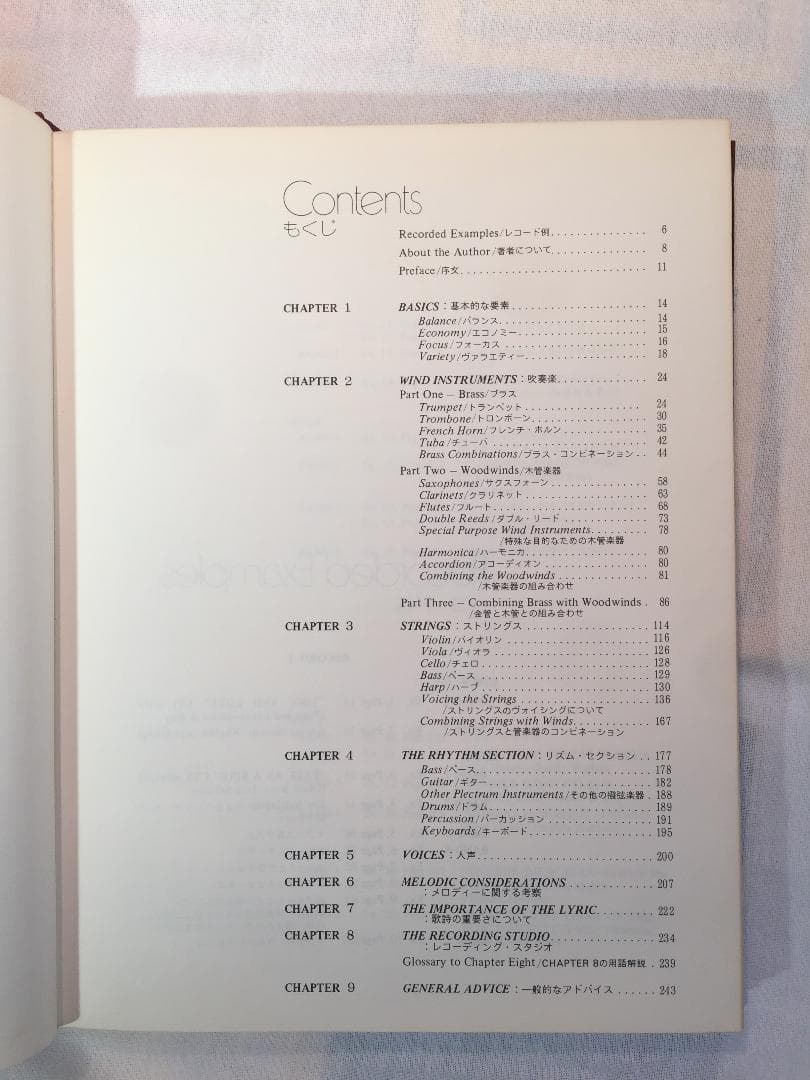 Contents
もくじ
Recorded Examples/レコード例............... 6
About the Author/著者について............... 8
Preface/序文............................. 11
CHAPTER 1 BASICS：基本的な要素..................... 14
Balance/バランス....................... 14
Economy/エコノミー.................... 15
Focus/フォーカス ...................... 16
Variety/ヴァラエティー................... 18
CHAPTER 2 WIND INSTRUMENTS：吹奏楽.............. 24
Part One – Brass/ブラス
Trumpet/トランペット.................. 24
Trombone/トロンボーン.................. 30
French Horn/フレンチ・ホルン............. 35
Tuba/チューバ ........................ 42
Brass Combinations/ブラス・コンビネーション.. 44
Part Two – Woodwinds/木管楽器
Saxophones/サクスフォーン............... 58
Clarinets/クラリネット................... 63
Flutes/フルート........................ 68
Double Reeds/ダブル・リード ............. 73
Special Purpose Wind Instruments......... 78
/特殊な目的のための木管楽器
Harmonica/ハーモニカ................... 80
Accordion/アコーディオン ................ 80
Combining the Woodwinds .............. 81
/木管楽器の組み合わせ
Part Three – Combining Brass with Woodwinds . 86
/金管と木管との組み合わせ
CHAPTER 3 STRINGS：ストリングス .................... 114
Violin/バイオリン ...................... 116
Viola/ヴィオラ ........................ 126
Cello/チェロ.......................... 128
Bass/ベース .......................... 129
Harp/ハープ .......................... 130
Voicing the Strings ..................... 136
/ストリングスのヴォイシングについて
Combining Strings with Winds............ 167
/ストリングスと管楽器のコンビネーション
CHAPTER 4 THE RHYTHM SECTION：リズム・セクション .. 177
Bass/ベース........................... 178
Guitar/ギター ......................... 182
Other Plectrum Instruments/その他の撥弦楽器 . 188
Drums/ドラム......................... 189
Percussion/パーカッション ............... 191
Keyboards/キーボード................... 195
CHAPTER 5 VOICES：人声........................... 200
CHAPTER 6 MELODIC CONSIDERATIONS ............. 207
：メロディーに関する考察
CHAPTER 7 THE IMPORTANCE OF THE LYRIC......... 222
：歌詩の重要さについて
CHAPTER 8 THE RECORDING STUDIO................ 234
：レコーディング・スタジオ
Glossary to Chapter Eight/CHAPTER 8の用語解説 . 239
CHAPTER 9 GENERAL ADVICE：一般的なアドバイス ...... 243